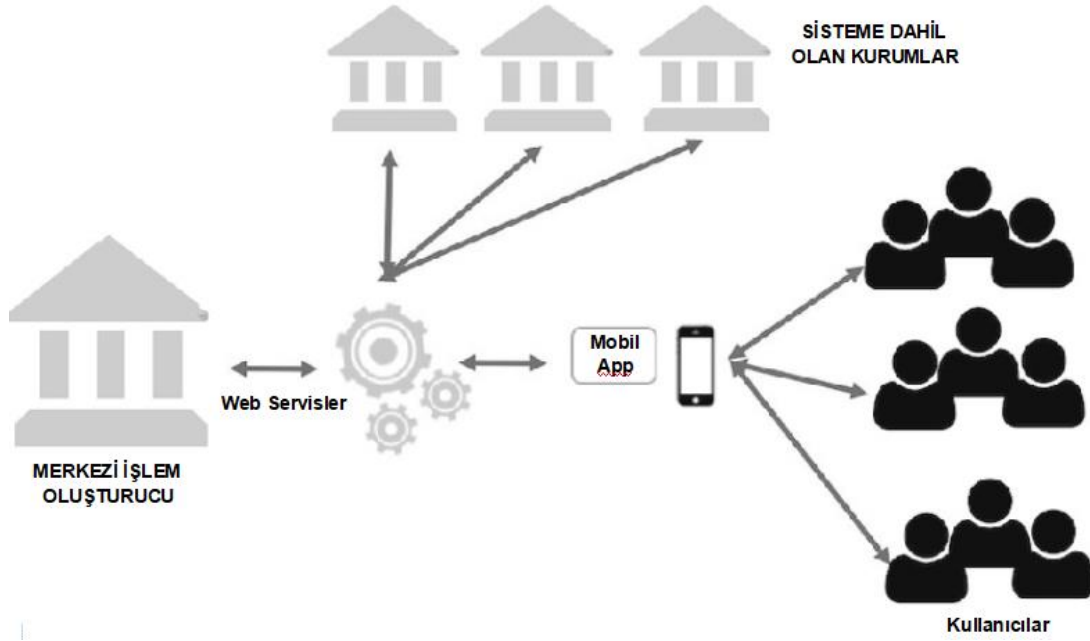 SİSTEME DAHİL
OLAN KURUMLAR
Mobil
App
Web Servisler
MERKEZİ İŞLEM
OLUŞTURUCU
Kullanıcılar